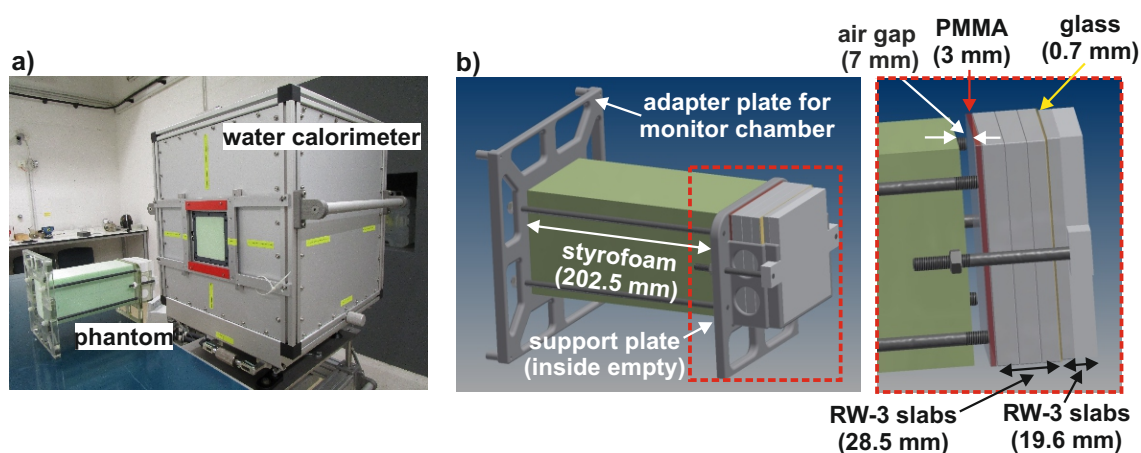 a)
water calorimeter
phantom
b)
adapter plate for
monitor chamber
styrofoam
(202.5 mm)
support plate
(inside empty)
air gap
(7 mm)
PMMA
(3 mm)
glass
(0.7 mm)
RW-3 slabs
(28.5 mm)
RW-3 slabs
(19.6 mm)